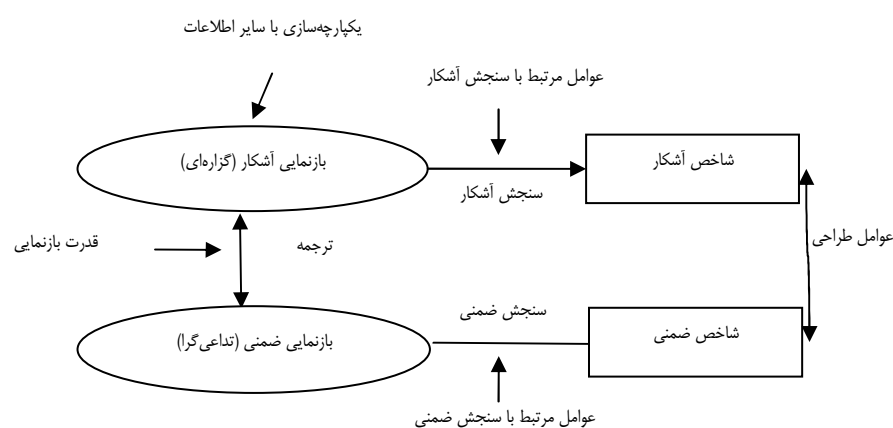 یکپارچه‌سازی با سایر اطلاعات
عوامل مرتبط با سنجش آشکار
بازنمایی آشکار (گزاره‌ای)
شاخص آشکار
سنجش آشکار
قدرت بازنمایی
ترجمه
عوامل طراحی
سنجش ضمنی
بازنمایی ضمنی (تداعی‌گرا)
شاخص ضمنی
عوامل مرتبط با سنجش ضمنی